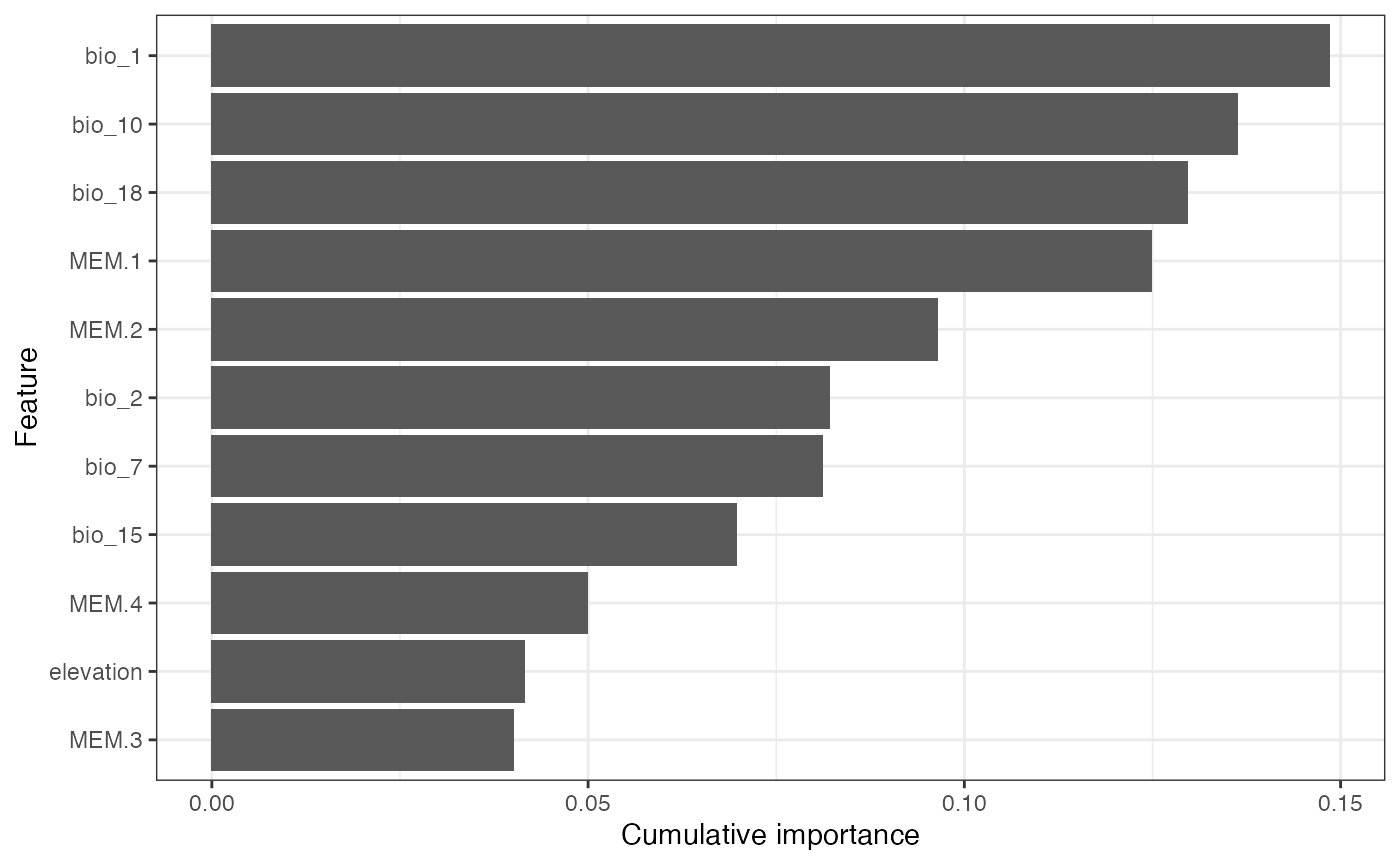 bio_1
bio_10
bio_18
MEM.1
MEM.2
bio_2
bio_7
bio_15
MEM.4
elevation
MEM.3
Feature
0.00 0.05 0.10 0.15
Cumulative importance